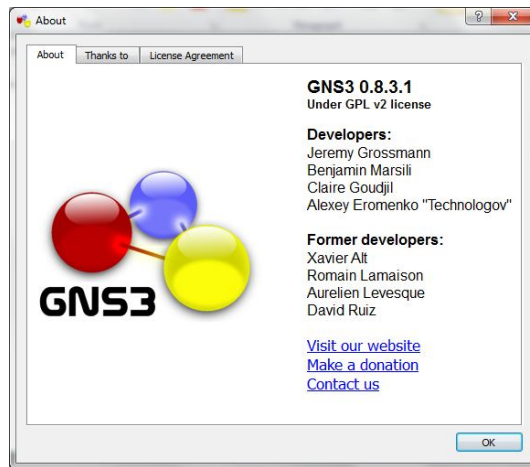 About
About
Thanks to
License Agreement
GNS3 0.8.3.1
Under GPL v2 license
Developers:
Jeremy Grossmann
Benjamin Marsili
Claire Goudjil
Alexey Eromenko "Technologov"
Former developers:
Xavier Alt
Romain Lamaison
Aurelien Levesque
David Ruiz
GNS3
Visit our website
Make a donation
Contact us
OK